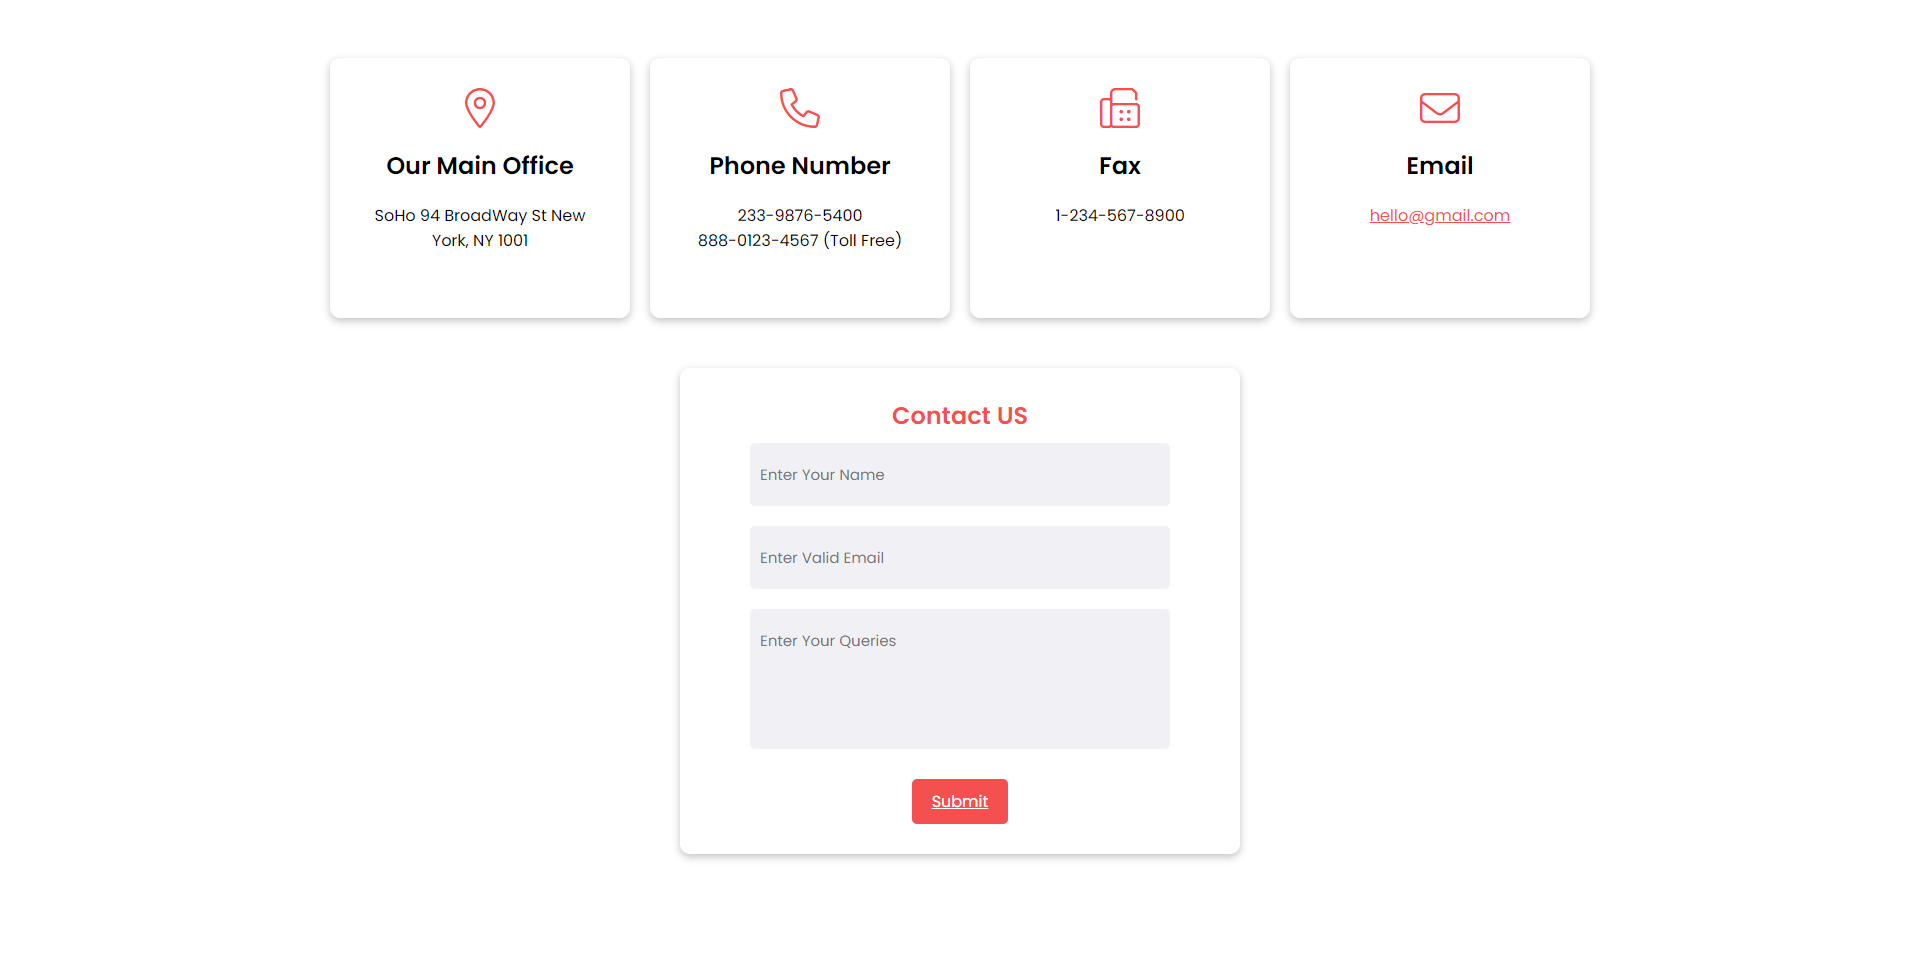 Our Main Office
SoHo 94 BroadWay St New
York, NY 1001
Phone Number
233-9876-5400
888-0123-4567 (Toll Free)
Fax
1-234-567-8900
Email
hello@gmail.com
Contact US
Enter Your Name
Enter Valid Email
Enter Your Queries
Submit